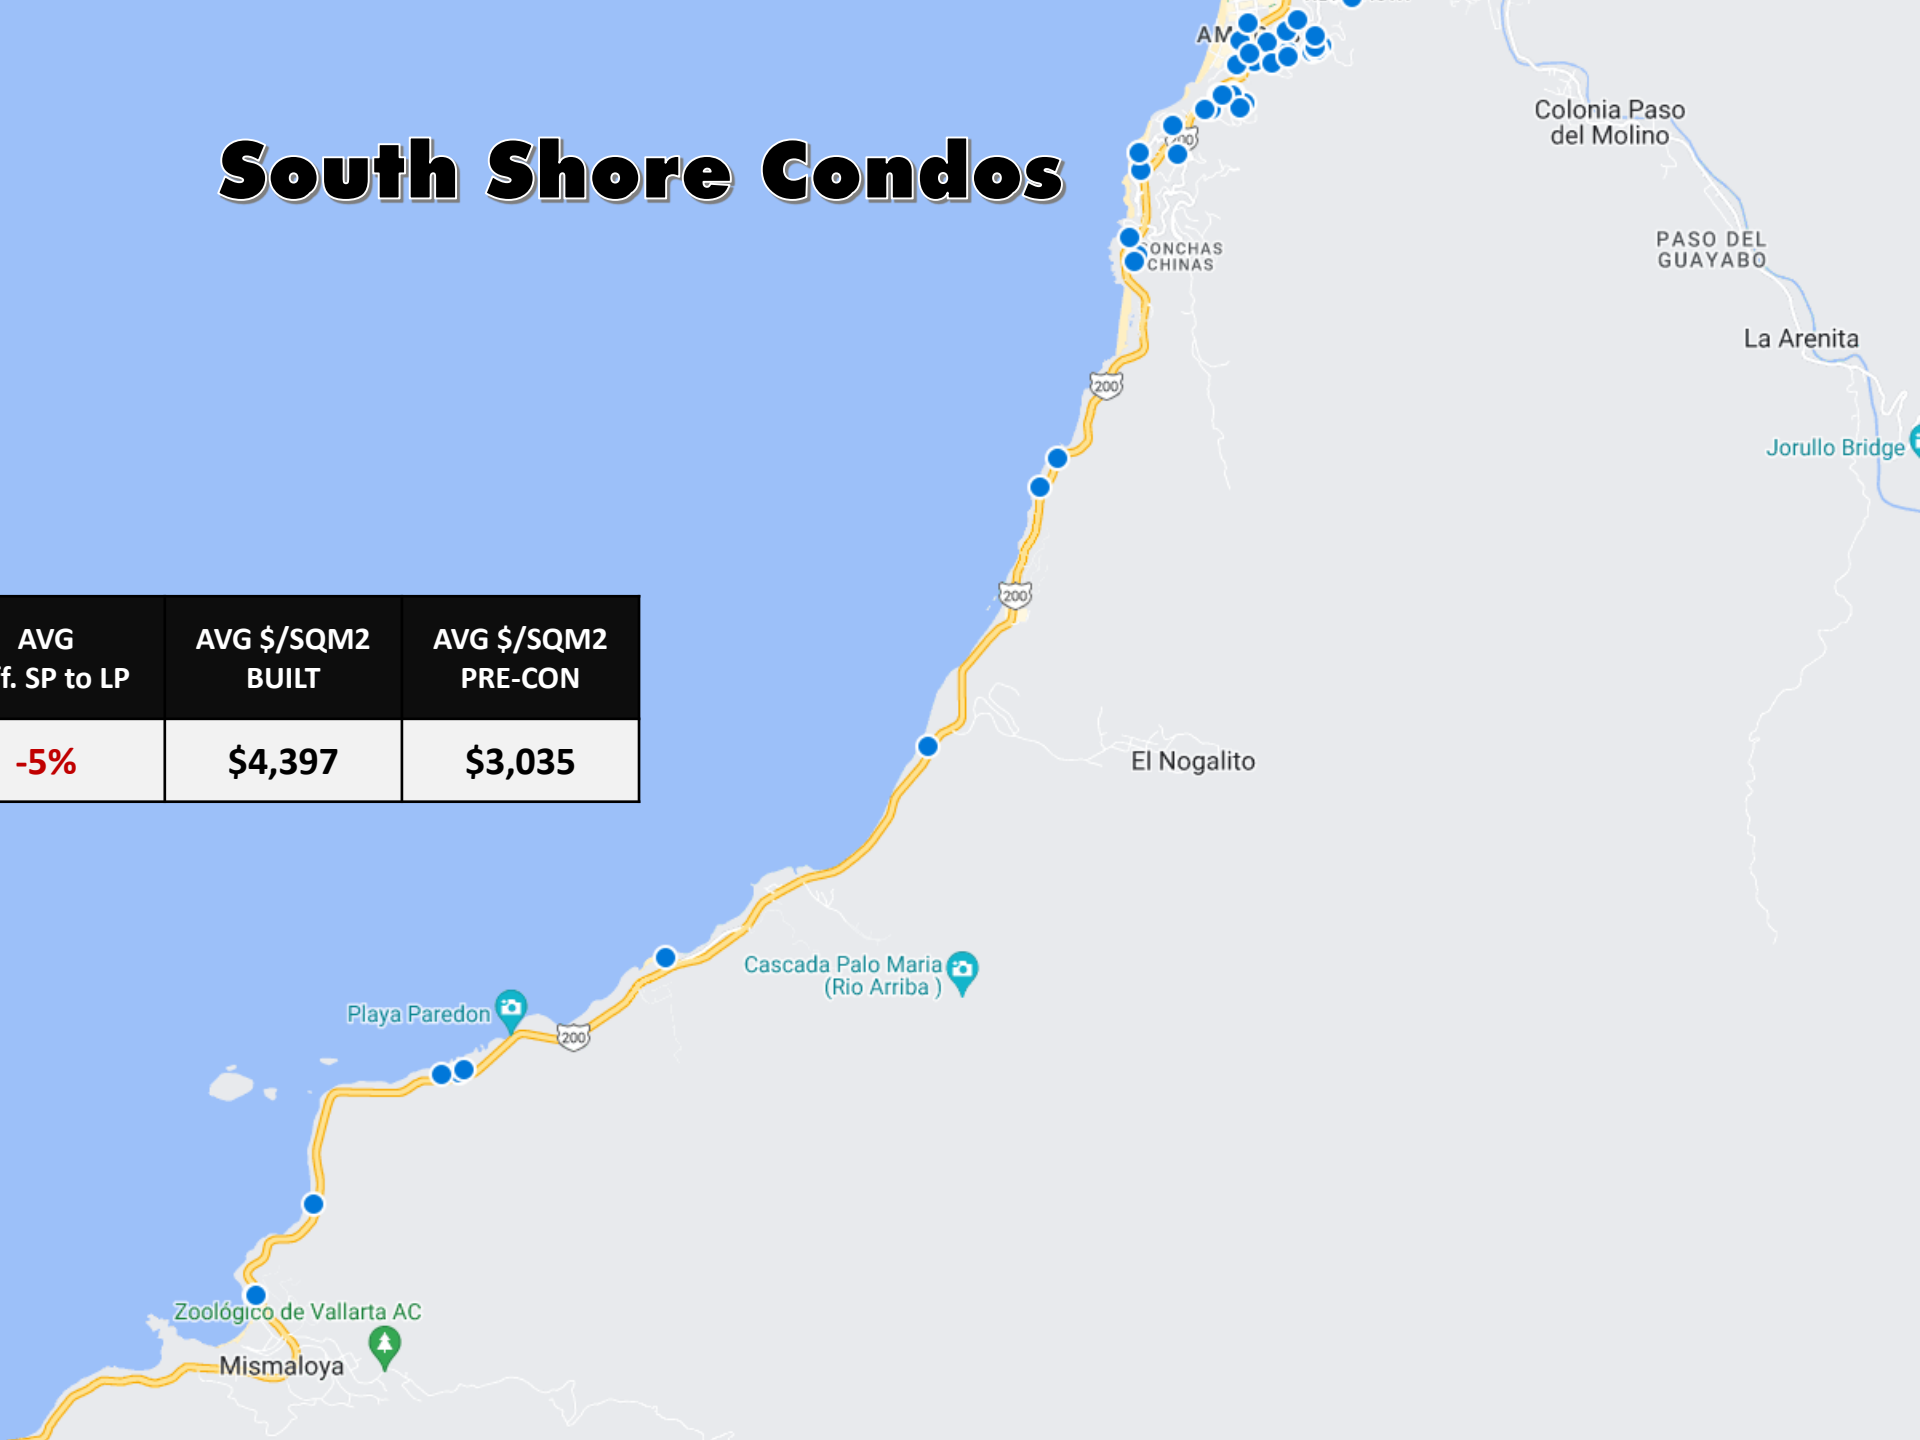 Colonia Paso
del Molino
200
South Shore Condos
PASO DEL
GUAYABO
CHINAS
La Arenita
200
Jorullo Bridge
200
AVG
f. SP to LP
AVG $/SQM2
BUILT
AVG $/SQM2
PRE-CON
-5%
$4,397
$3,035
El Nogalito
Cascada Palo Maria
(Rio Arriba )
Playa Paredon
200
Zoológico de Vallarta AC
Mismaloya